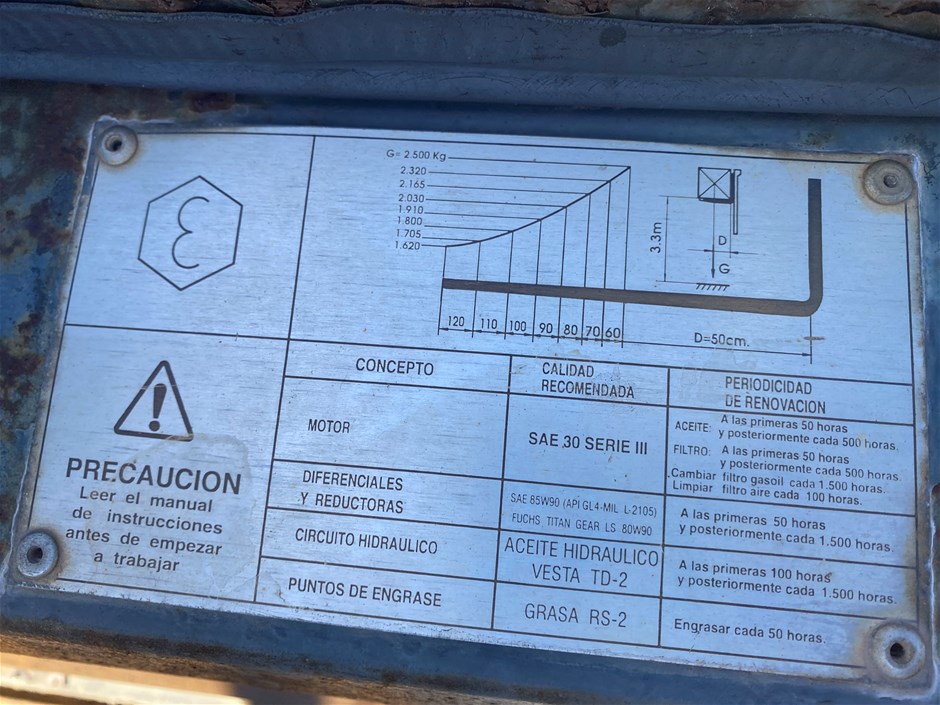 G= 2.500 Kg
2.320
2.165
2.030
1.910
1.800
1.705
1.620
3.3m
D
G
120 110 100 90 80 70 60
D=50cm.
PRECAUCION
Leer el manual
de instrucciones
antes de empezar
a trabajar
CONCEPTO
CALIDAD
RECOMENDADA
PERIODICIDAD
DE RENOVACION
MOTOR
SAE 30 SERIE III
ACEITE: A las primeras 50 horas
y posteriormente cada 500 horas.
FILTRO: A las primeras 50 horas
y posteriormente cada 500 horas.
Cambiar filtro gasoil cada 1.500 horas.
Limpiar filtro aire cada 100 horas.
DIFERENCIALES
Y REDUCTORAS
SAE 85W90 (API GL4-MIL L-2105)
FUCHS TITAN GEAR LS 80W90
A las primeras 50 horas
y posteriormente cada 1.500 horas.
CIRCUITO HIDRAULICO
ACEITE HIDRAULICO
VESTA TD-2
A las primeras 100 horas
y posteriormente cada 1.500 horas.
PUNTOS DE ENGRASE
GRASA RS-2
Engrasar cada 50 horas.